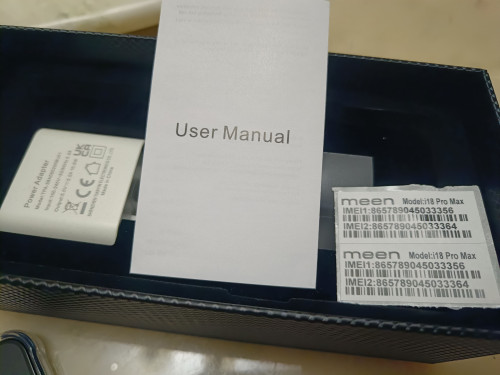 User Manual
Power Adapter
meen Model:i18 Pro Max
IMEI1:865789045033356
IMEI2:865789045033364
meen Model:i18 Pro Max
IMEI1:865789045033356
IMEI2:865789045033364